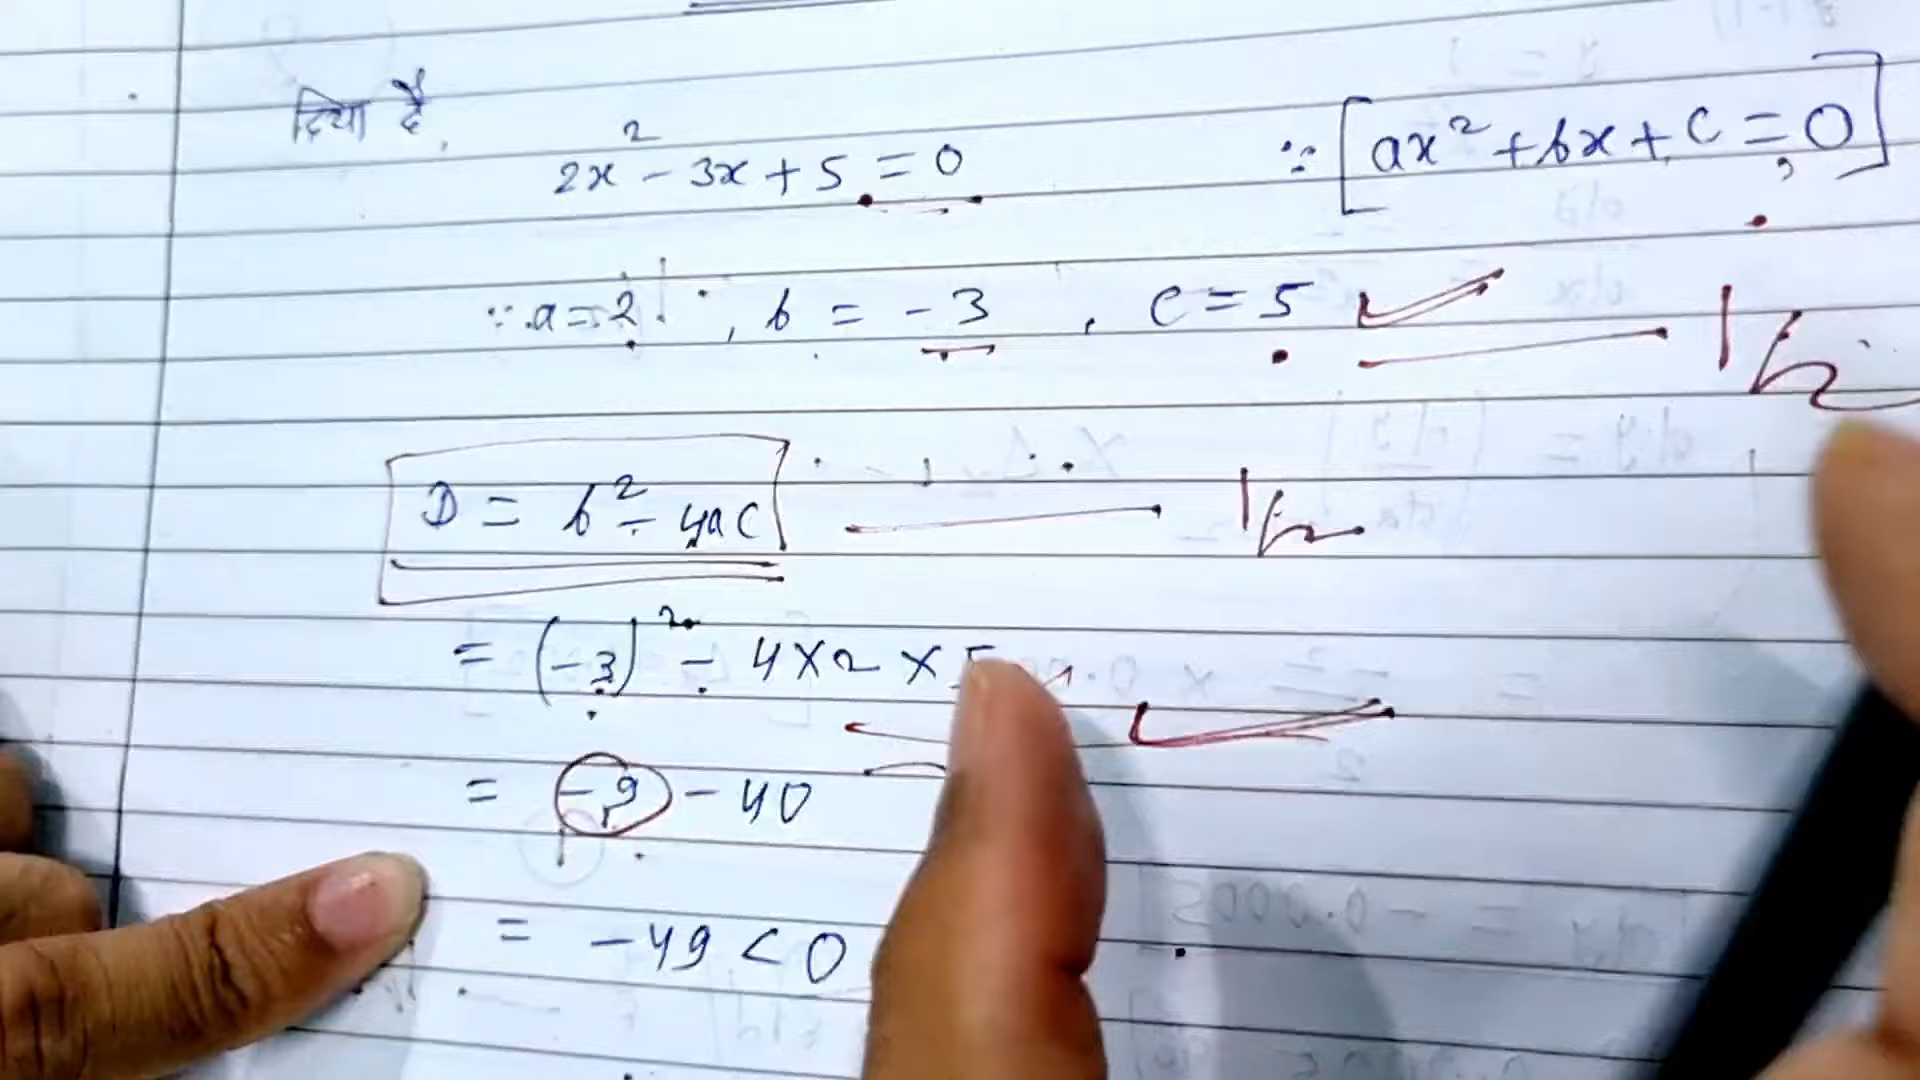 दिया है,
2x² - 3x + 5 = 0 ∵ [ax² + bx + c = 0]
∵ a = 2, b = -3, c = 5 1/2
D = b² - 4ac 1/2
= (-3)² - 4 × 2 × 5
= -9 - 40
= -49 < 0